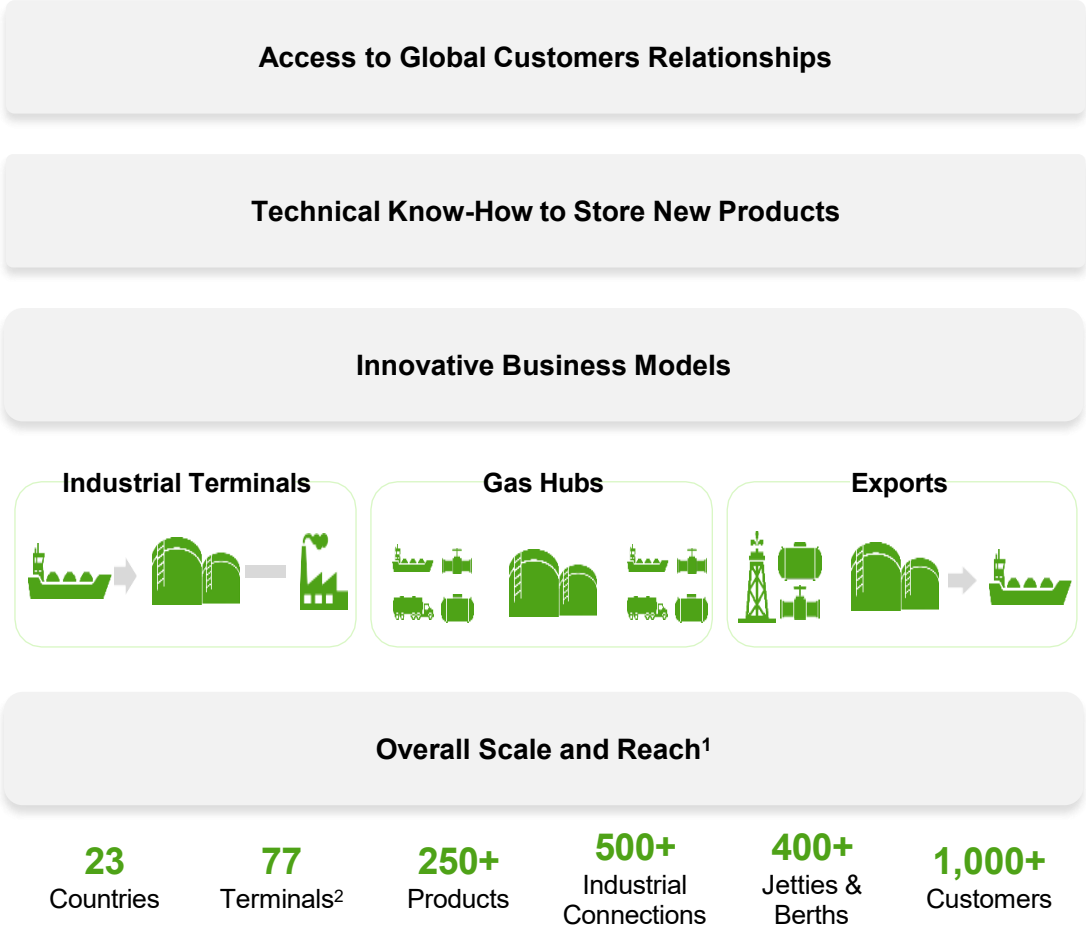 Access to Global Customers Relationships
Technical Know-How to Store New Products
Innovative Business Models
Industrial Terminals
Gas Hubs
Exports
Overall Scale and Reach¹
23
Countries
77
Terminals²
250+
Products
500+
Industrial
Connections
400+
Jetties &
Berths
1,000+
Customers